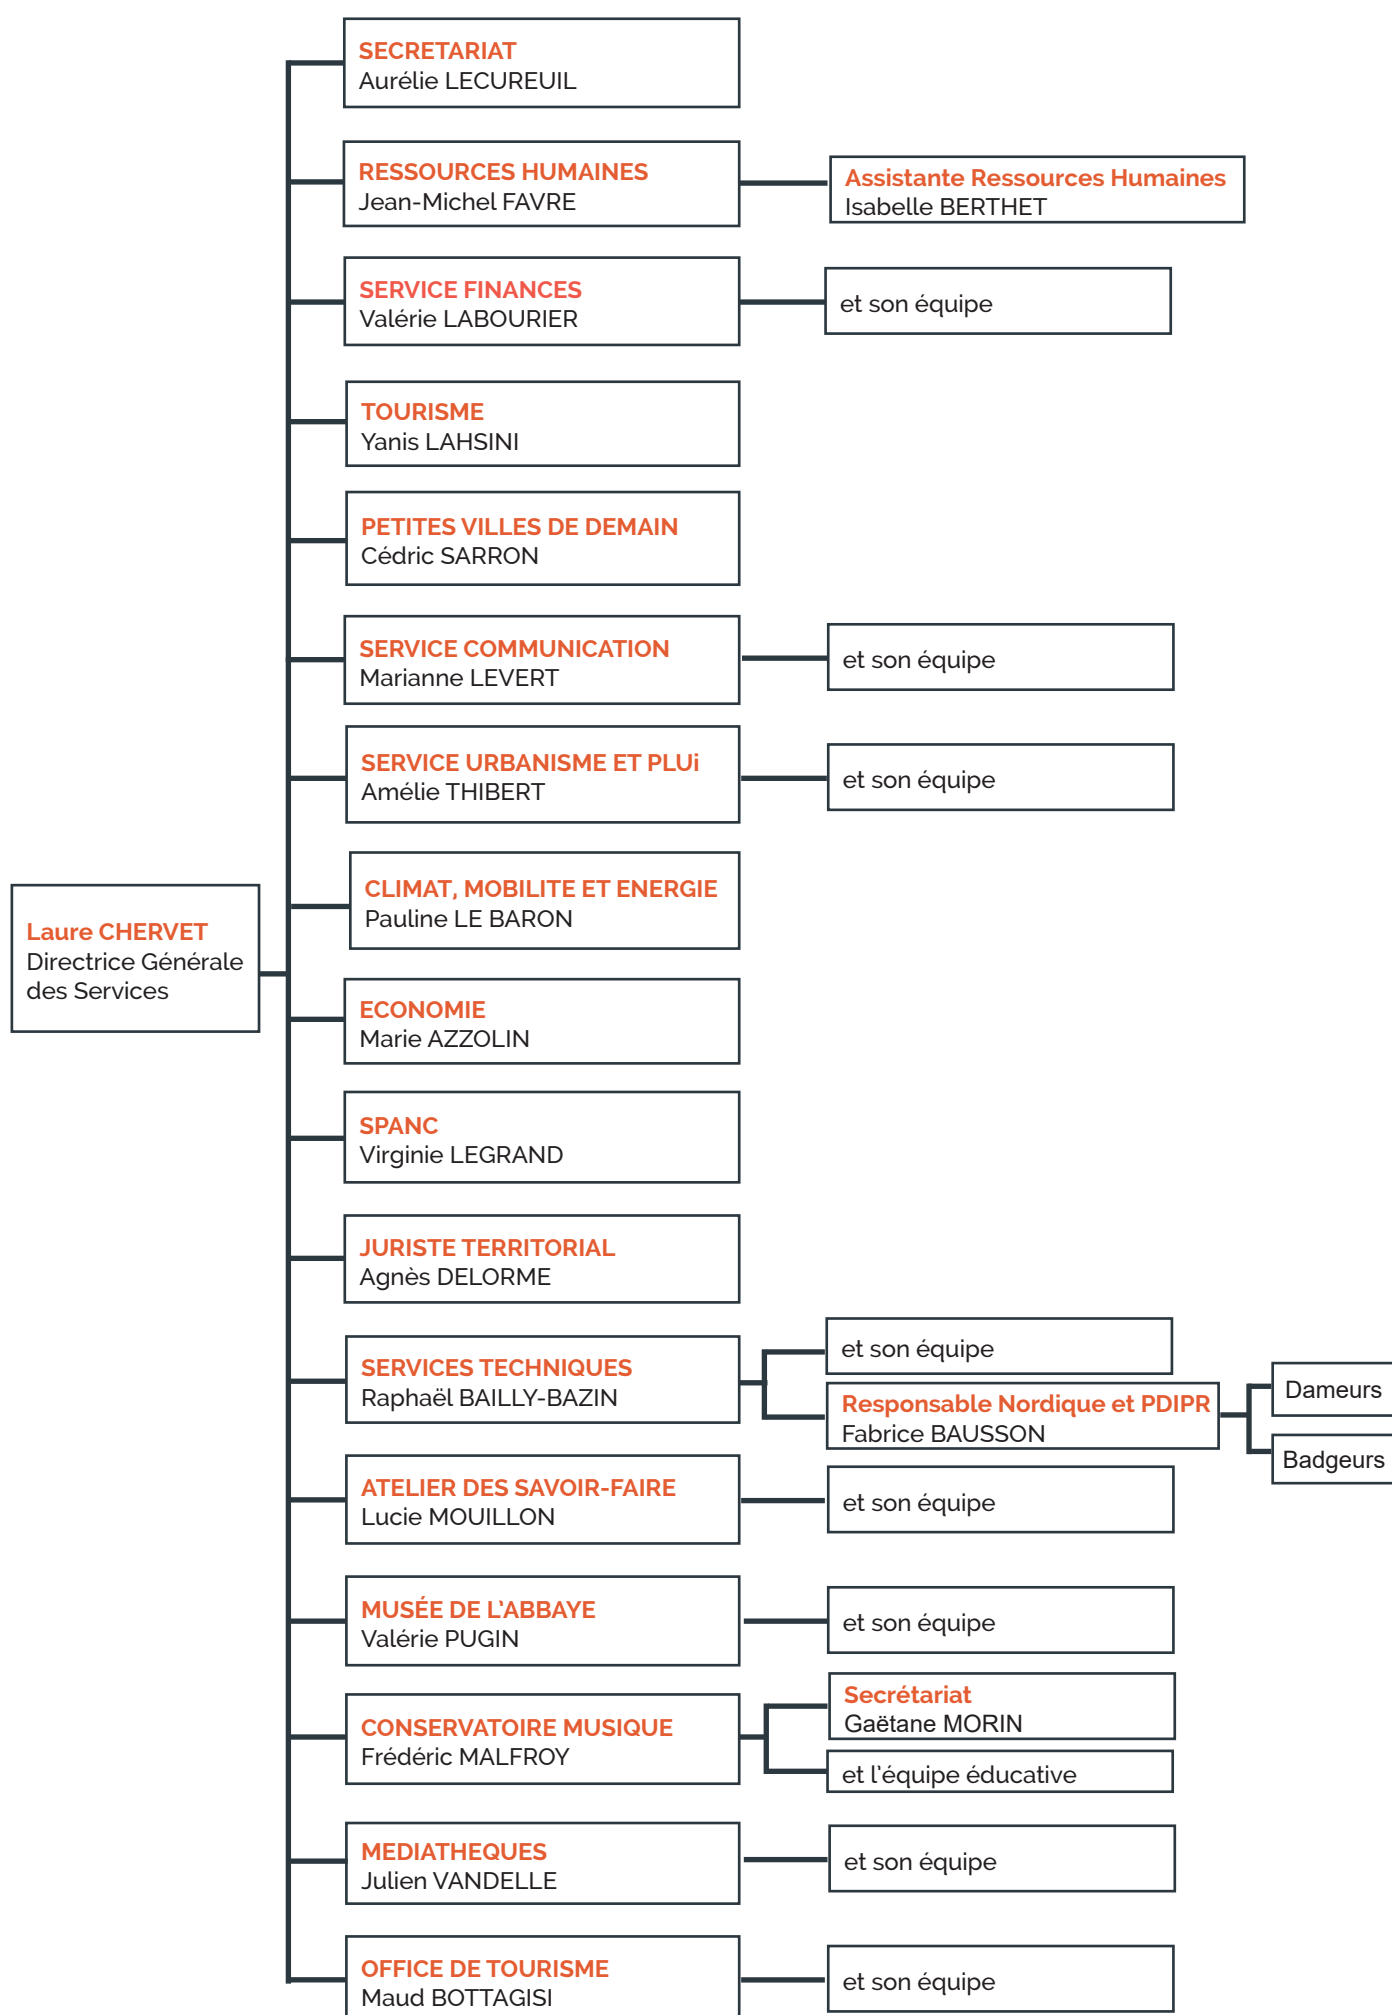 SECRETARIAT
Aurélie LECUREUIL
RESSOURCES HUMAINES
Jean-Michel FAVRE
Assistante Ressources Humaines
Isabelle BERTHET
SERVICE FINANCES
Valérie LABOURIER
et son équipe
TOURISME
Yanis LAHSINI
PETITES VILLES DE DEMAIN
Cédric SARRON
SERVICE COMMUNICATION
Marianne LEVERT
et son équipe
SERVICE URBANISME ET PLUi
Amélie THIBERT
et son équipe
CLIMAT, MOBILITE ET ENERGIE
Pauline LE BARON
Laure CHERVET
Directrice Générale
des Services
ECONOMIE
Marie AZZOLIN
SPANC
Virginie LEGRAND
JURISTE TERRITORIAL
Agnès DELORME
SERVICES TECHNIQUES
Raphaël BAILLY-BAZIN
et son équipe
Responsable Nordique et PDIPR
Fabrice BAUSSON
Dameurs
Badgeurs
ATELIER DES SAVOIR-FAIRE
Lucie MOUILLON
et son équipe
MUSÉE DE L'ABBAYE
Valérie PUGIN
et son équipe
CONSERVATOIRE MUSIQUE
Frédéric MALFROY
Secrétariat
Gaëtane MORIN
et l'équipe éducative
MEDIATHEQUES
Julien VANDELLE
et son équipe
OFFICE DE TOURISME
Maud BOTTAGISI
et son équipe